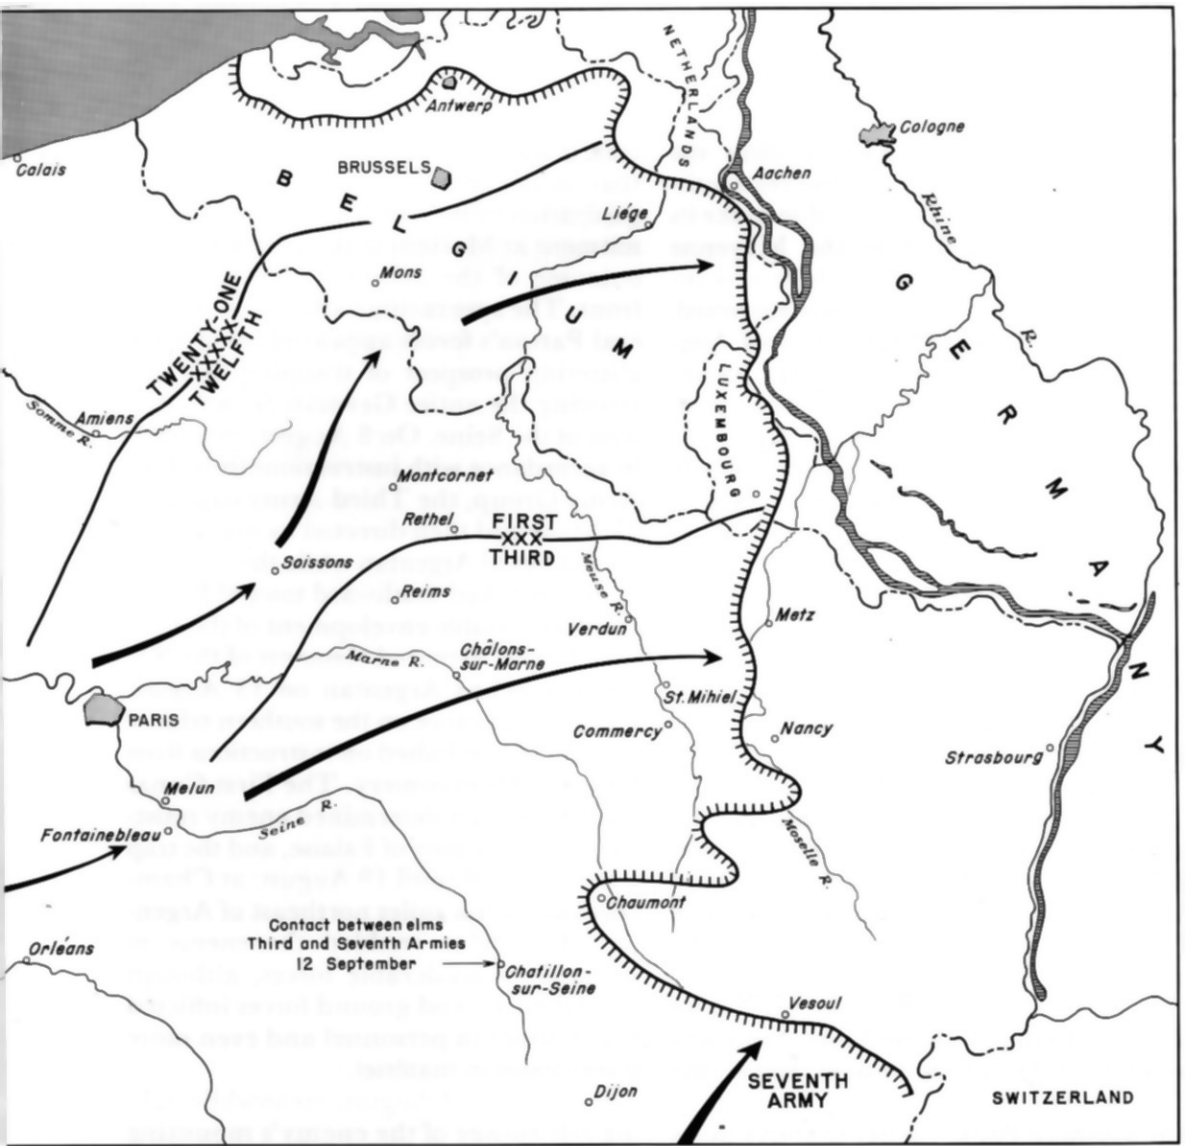 NETHERLANDS
Antwerp
Cologne
Calais
BRUSSELS
Aachen
BELGIUM
Liége
Rhine
R.
Mons
GERMANY
TWENTY-ONE
XXXXX
TWELFTH
LUXEMBOURG
Somme R.
Amiens
Montcornet
Rethel
FIRST
XXX
THIRD
Soissons
Reims
Meuse R.
Verdun
Metz
Marne R.
Châlons-
sur-Marne
PARIS
St. Mihiel
Commercy
Nancy
Strasbourg
Melun
Seine R.
Fontainebleau
Moselle R.
Chaumont
Orléans
Contact between elms
Third and Seventh Armies
12 September
Chatillon-
sur-Seine
Vesoul
Dijon
SEVENTH
ARMY
SWITZERLAND